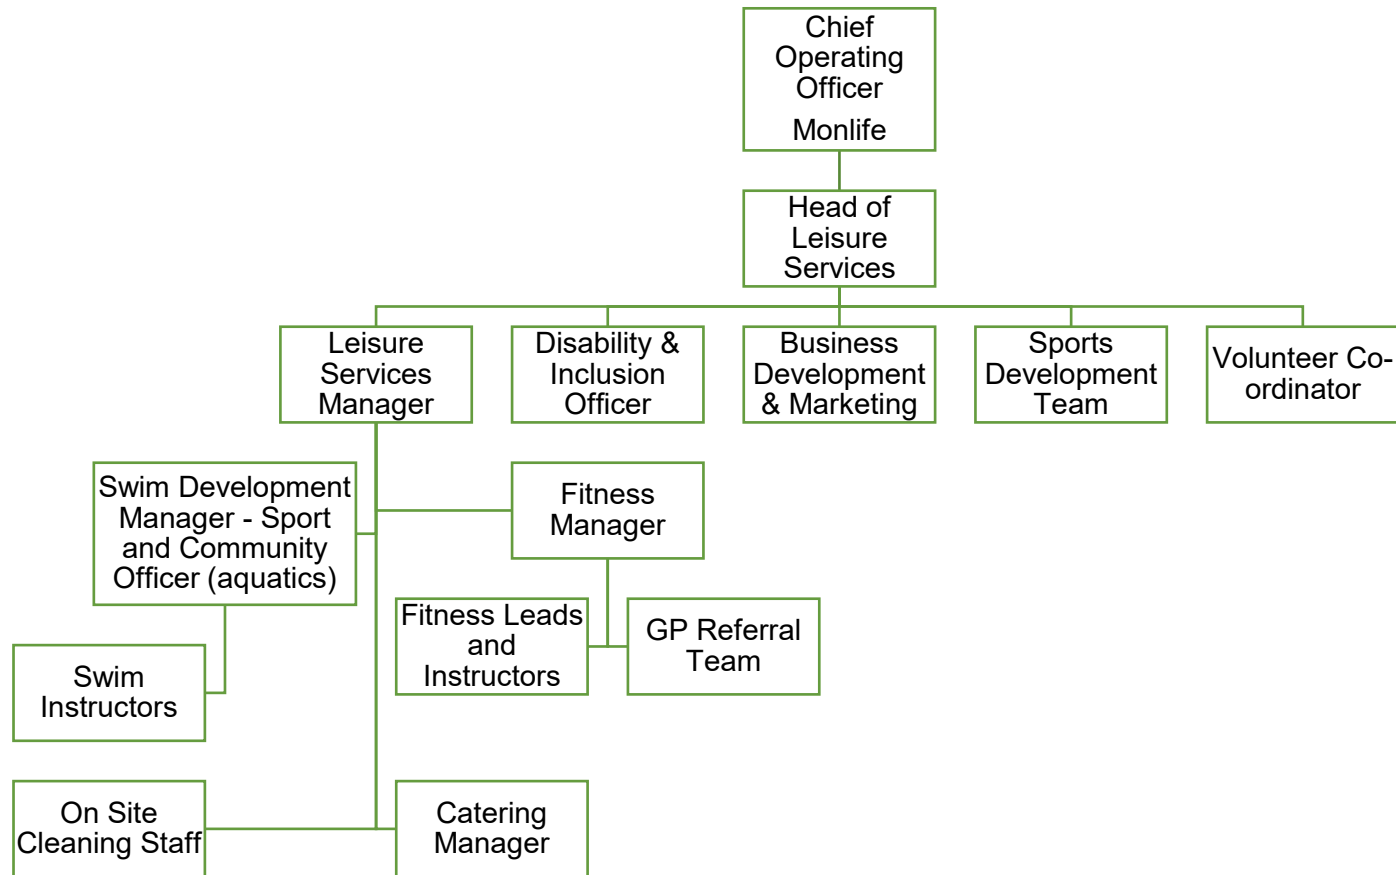 Chief
Operating
Officer
Monlife
Head of
Leisure
Services
Leisure
Services
Manager
Disability &
Inclusion
Officer
Business
Development
& Marketing
Sports
Development
Team
Volunteer Co-
ordinator
Swim Development
Manager - Sport
and Community
Officer (aquatics)
Fitness
Manager
Fitness Leads
and
Instructors
GP Referral
Team
Swim
Instructors
On Site
Cleaning Staff
Catering
Manager